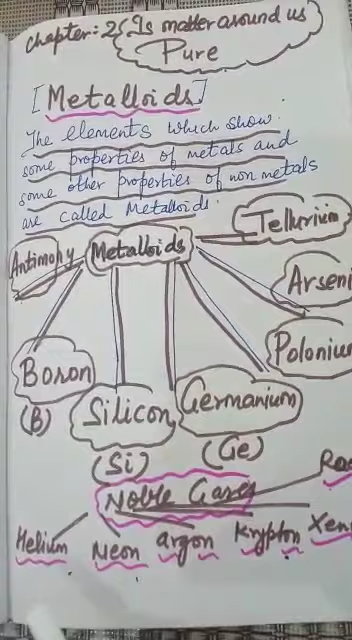 chapter: 2 Is matter around us
Pure
[Metalloids]
The elements which show.
some properties of metals and
some other properties of non metals
are called Metalloids.
Tellurium
Antimony
Metalloids
Arseni
Polonium
Boron
(B)
Silicon
(Si)
Germanium
(Ge)
Noble Gases
Helium
Neon
argon
Krypton
Xen